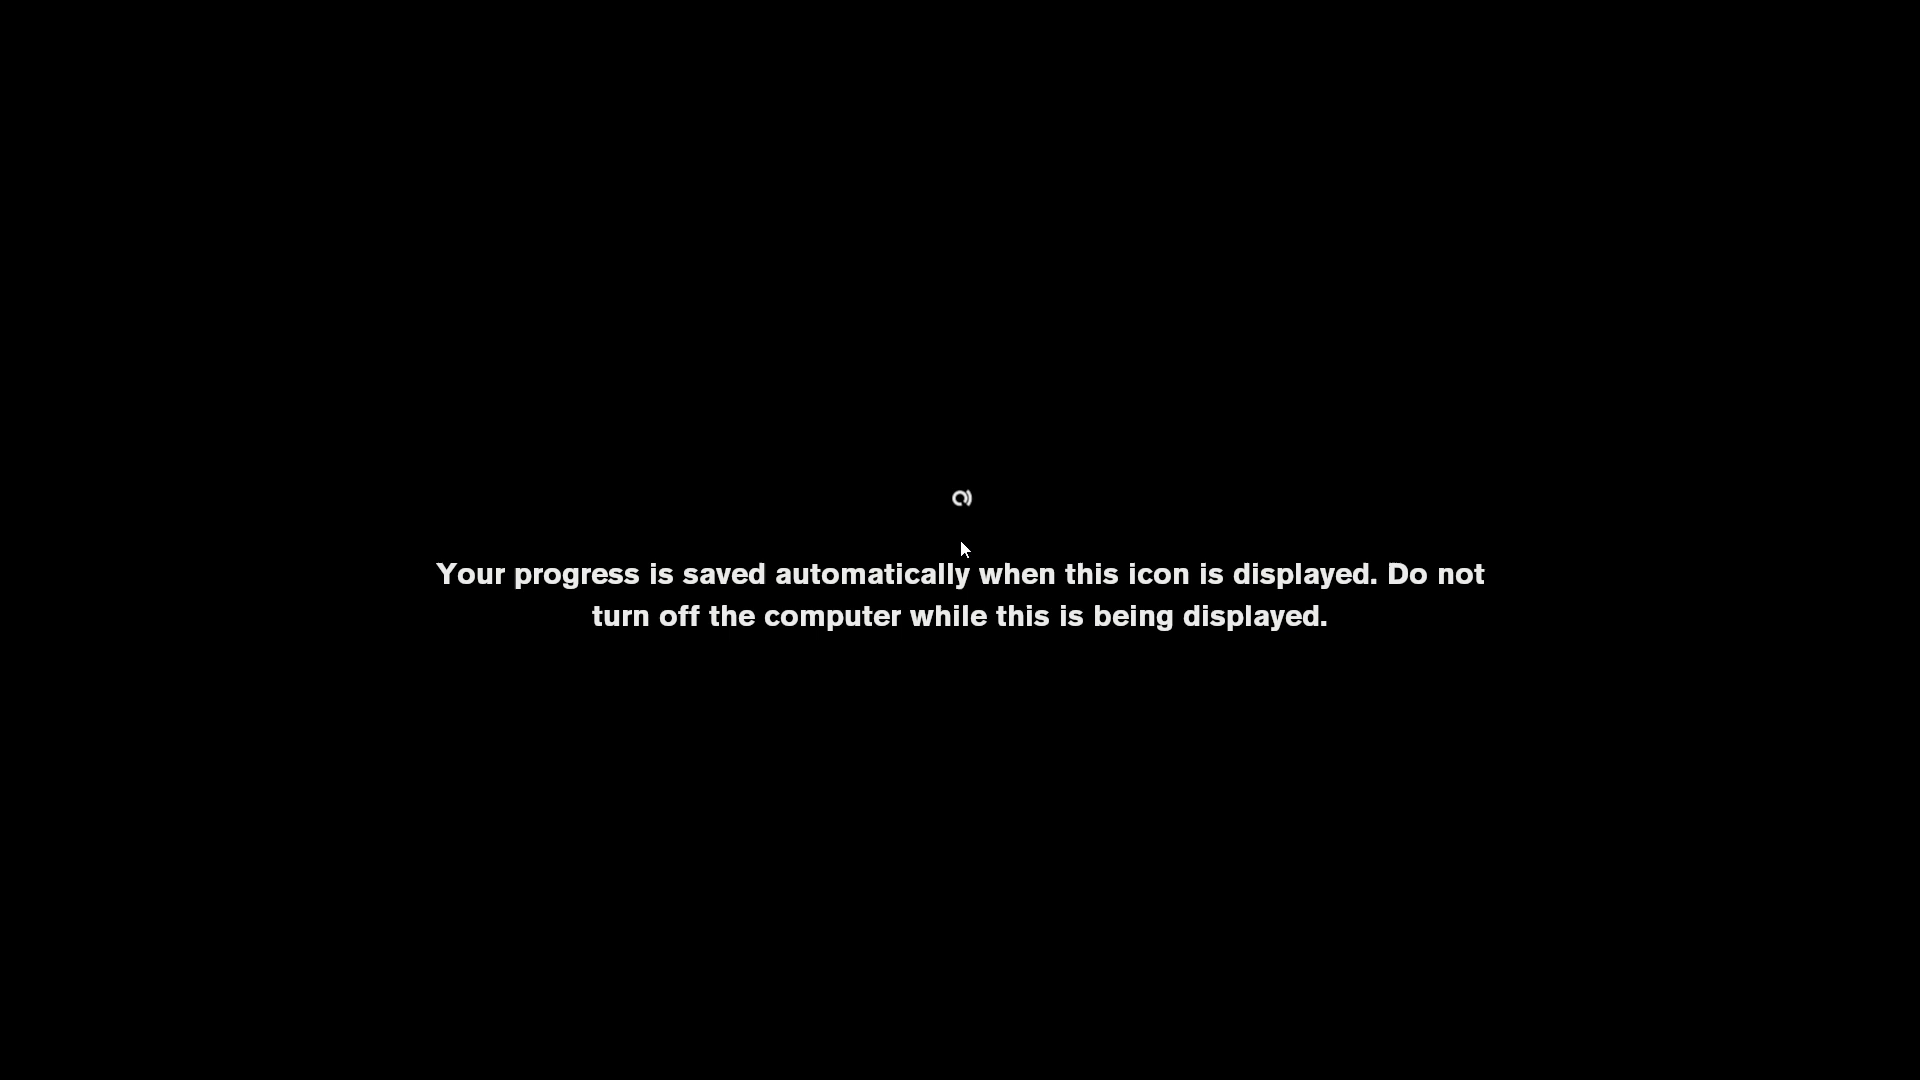 Your progress is saved automatically when this icon is displayed. Do not
turn off the computer while this is being displayed.